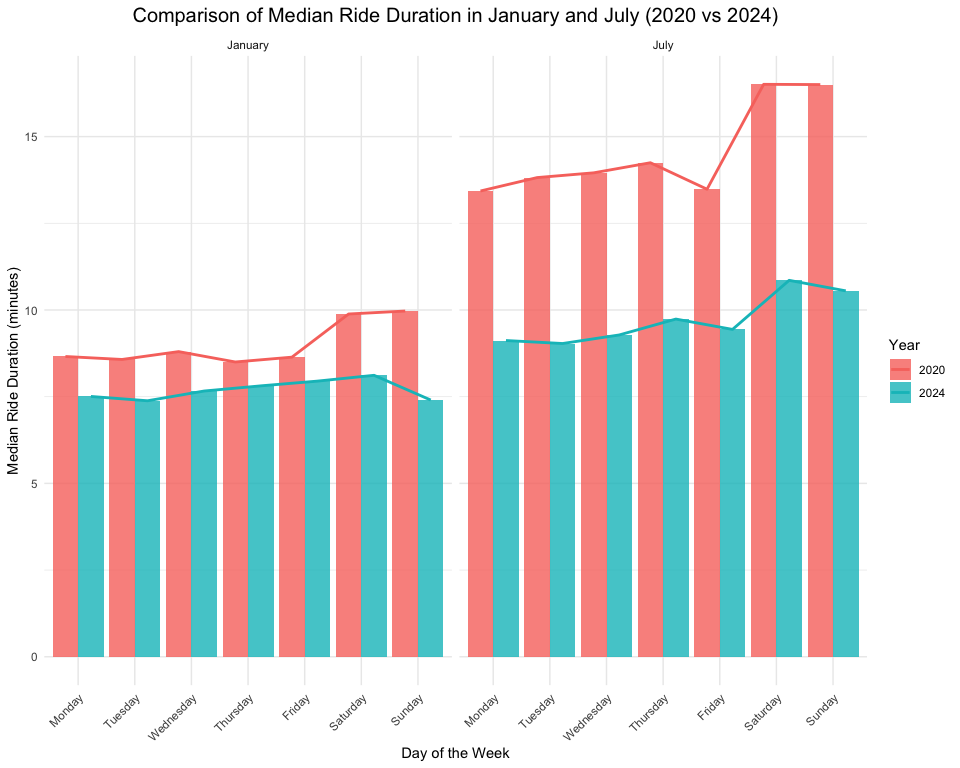 Comparison of Median Ride Duration in January and July (2020 vs 2024)
January
July
Median Ride Duration (minutes)
15
10
5
0
Monday
Tuesday
Wednesday
Thursday
Friday
Saturday
Sunday
Monday
Tuesday
Wednesday
Thursday
Friday
Saturday
Sunday
Day of the Week
Year
2020
2024